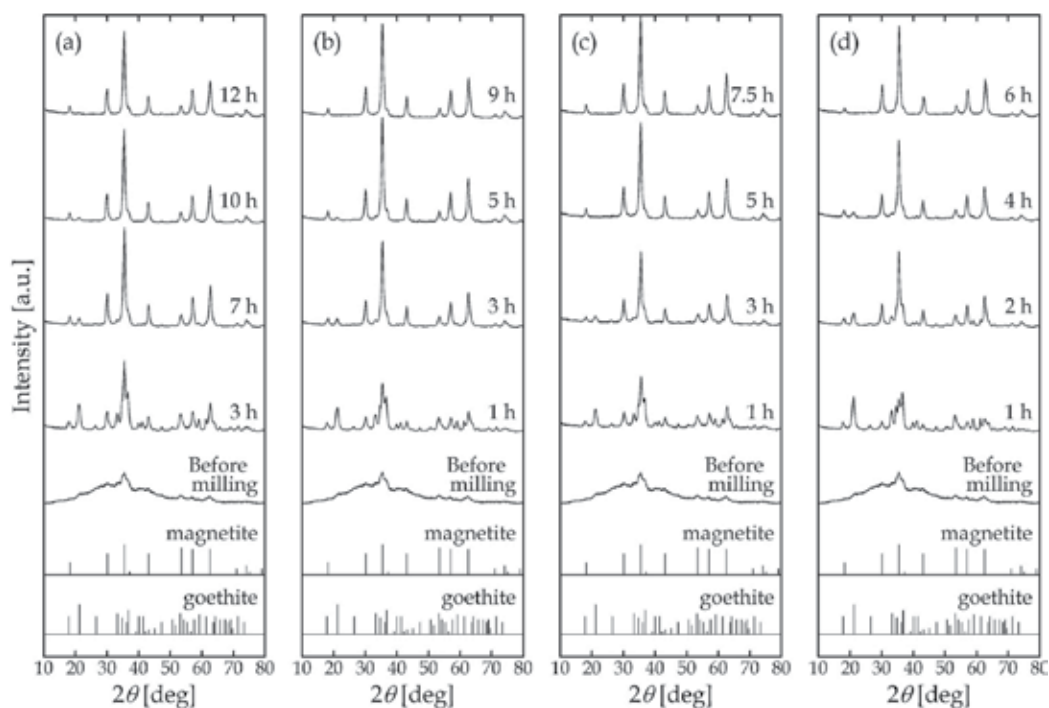 Intensity [a.u.]
(a)
12 h
10 h
7 h
3 h
Before
milling
magnetite
goethite
10 20 30 40 50 60 70 80
2θ [deg]
(b)
9 h
5 h
3 h
1 h
Before
milling
magnetite
goethite
10 20 30 40 50 60 70 80
2θ [deg]
(c)
7.5 h
5 h
3 h
1 h
Before
milling
magnetite
goethite
10 20 30 40 50 60 70 80
2θ [deg]
(d)
6 h
4 h
2 h
1 h
Before
milling
magnetite
goethite
10 20 30 40 50 60 70 80
2θ [deg]